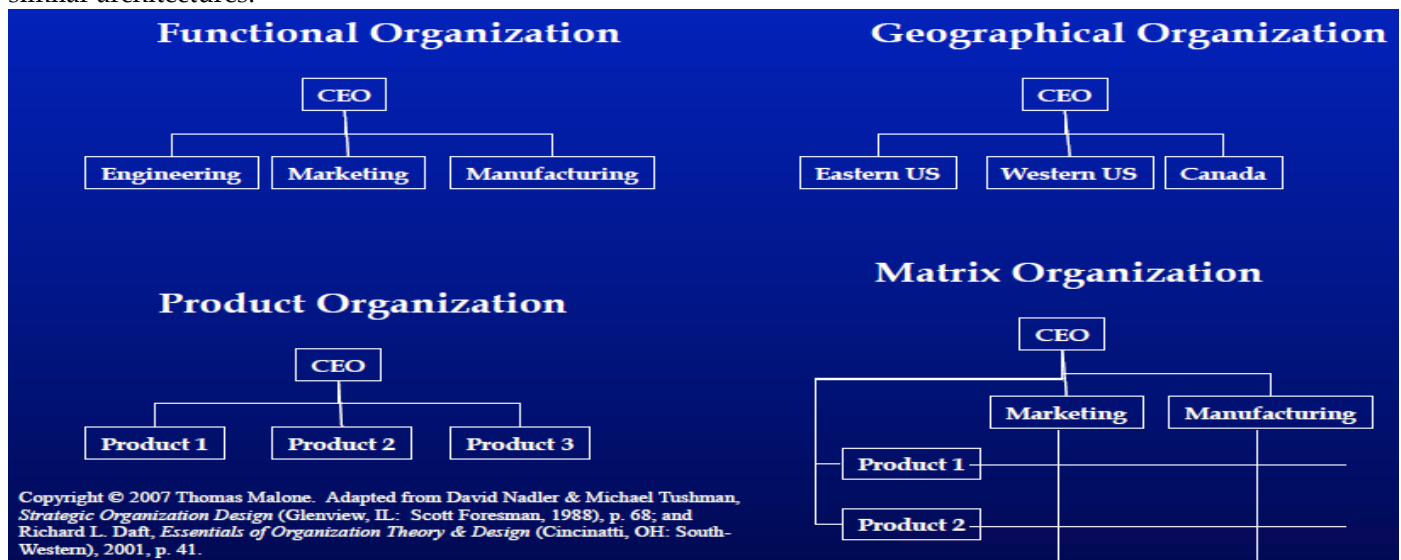 similar architectures.
Functional Organization
CEO
Engineering
Marketing
Manufacturing
Geographical Organization
CEO
Eastern US
Western US
Canada
Product Organization
CEO
Product 1
Product 2
Product 3
Matrix Organization
CEO
Marketing
Manufacturing
Product 1
Product 2
Copyright © 2007 Thomas Malone. Adapted from David Nadler & Michael Tushman,
Strategic Organization Design (Glenview, IL: Scott Foresman, 1988), p. 68; and
Richard L. Daft, Essentials of Organization Theory & Design (Cincinatti, OH: South-
Western), 2001, p. 41.